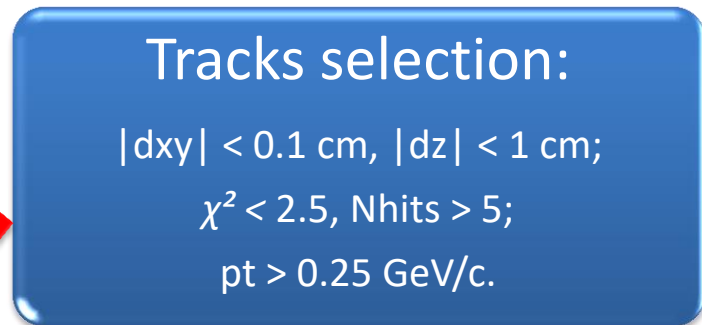 Tracks selection:
|dxy| < 0.1 cm, |dz| < 1 cm;
χ² < 2.5, Nhits > 5;
pt > 0.25 GeV/c.